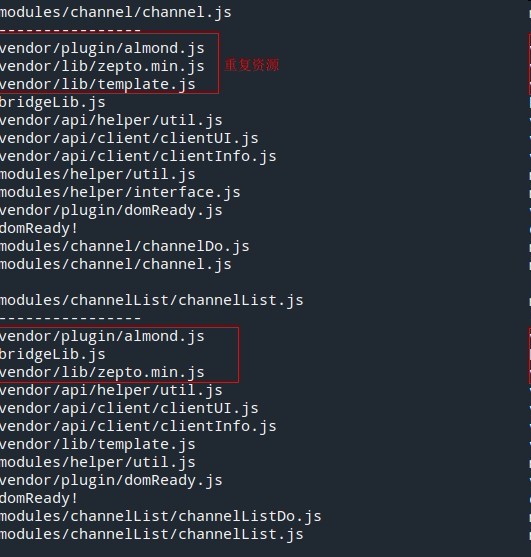 modules/channel/channel.js
----------------
vendor/plugin/almond.js
vendor/lib/zepto.min.js 重复资源
vendor/lib/template.js
bridgeLib.js
vendor/api/helper/util.js
vendor/api/client/clientUI.js
vendor/api/client/clientInfo.js
modules/helper/util.js
modules/helper/interface.js
vendor/plugin/domReady.js
domReady!
modules/channel/channelDo.js
modules/channel/channel.js
modules/channelList/channelList.js
----------------
vendor/plugin/almond.js
bridgeLib.js
vendor/lib/zepto.min.js
vendor/api/helper/util.js
vendor/api/client/clientUI.js
vendor/api/client/clientInfo.js
vendor/lib/template.js
modules/helper/util.js
vendor/plugin/domReady.js
domReady!
modules/channelList/channelListDo.js
modules/channelList/channelList.js